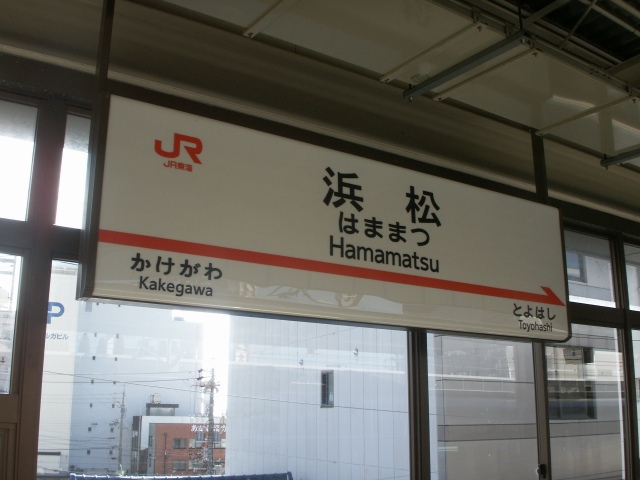 JR
JR東海
浜松
はままつ
Hamamatsu
かけがわ
Kakegawa
とよはし
Toyohashi
P